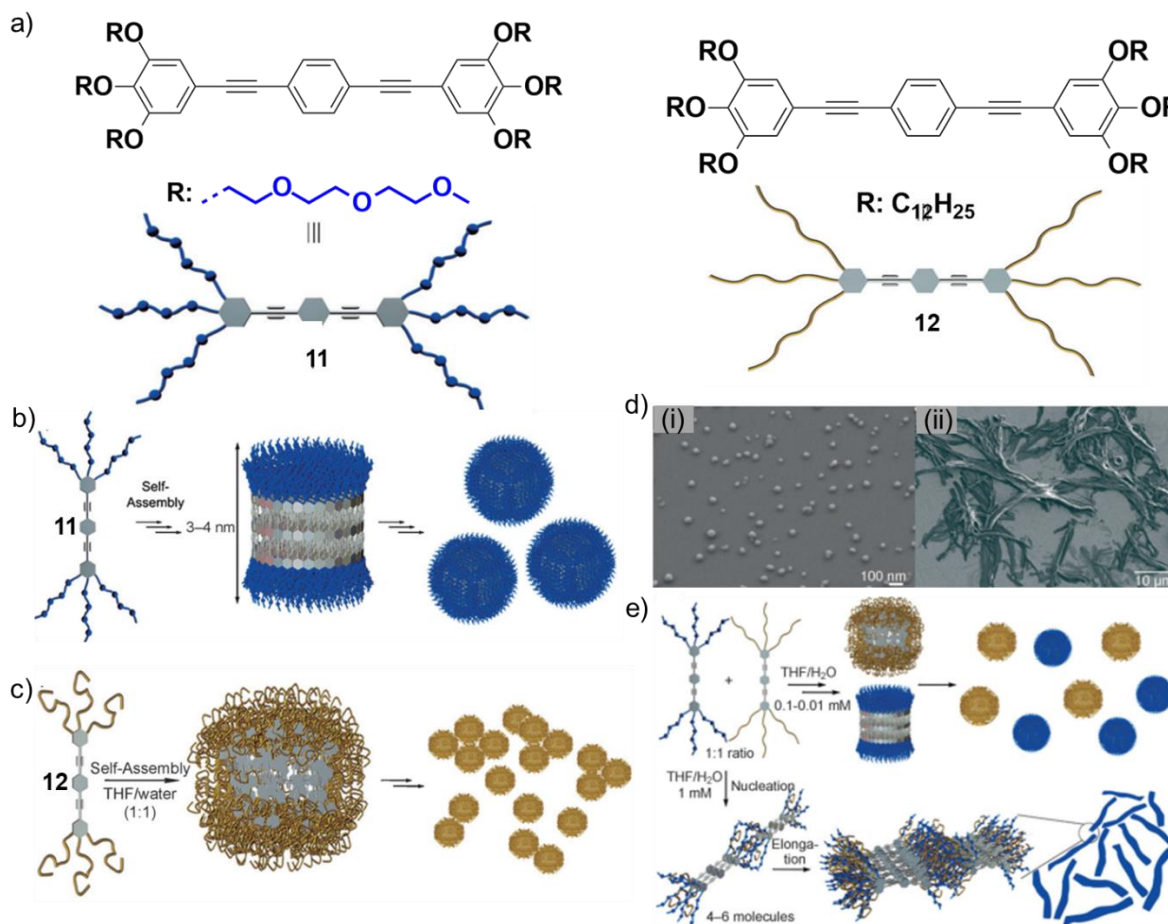 a)
RO OR
RO OR
RO OR
R: O O O
11
RO OR
RO OR
RO OR
R: C12H25
12
b)
11
Self-
Assembly
3–4 nm
c)
12
Self-Assembly
THF/water
(1:1)
d)
(i)
100 nm
(ii)
10 µm
e)
+
THF/H2O
0.1-0.01 mM
1:1 ratio
THF/H2O
1 mM
Nucleation
Elonga-
tion
4–6 molecules